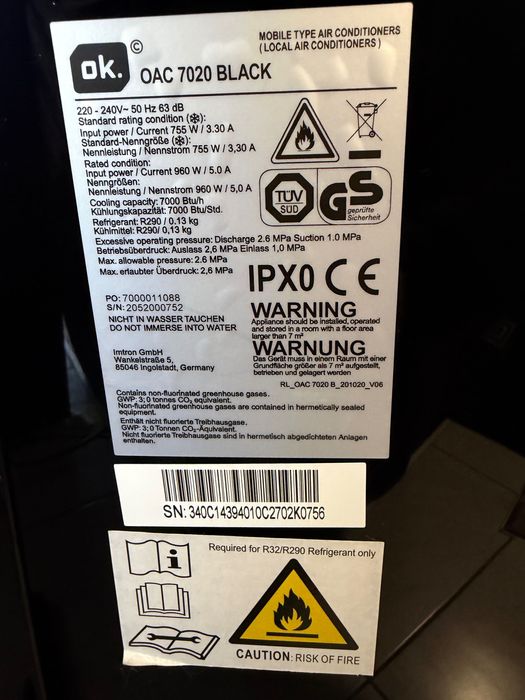 ok. ©
OAC 7020 BLACK
MOBILE TYPE AIR CONDITIONERS
(LOCAL AIR CONDITIONERS)
220 - 240V~ 50 Hz 63 dB
Standard rating condition (❄):
Input power / Current 755 W / 3.30 A
Standard-Nenngröße (❄):
Nennleistung / Nennstrom 755 W / 3,30 A
Rated condition:
Input power / Current 960 W / 5.0 A
Nenngrößen:
Nennleistung / Nennstrom 960 W / 5,0 A
Cooling capacity: 7000 Btu/h
Kühlungskapazität: 7000 Btu/Std.
Refrigerant: R290 / 0.13 kg
Kühlmittel: R290/ 0,13 kg
TÜV
SÜD
GS
geprüfte
Sicherheit
Excessive operating pressure: Discharge 2.6 MPa Suction 1.0 MPa
Betriebsüberdruck: Auslass 2,6 MPa Einlass 1,0 MPa
Max. allowable pressure: 2.6 MPa
Max. erlaubter Überdruck: 2,6 MPa
IPX0 CE
PO: 7000011088
S/N: 2052000752
NICHT IN WASSER TAUCHEN
DO NOT IMMERSE INTO WATER
WARNING
Appliance should be installed, operated
and stored in a room with a floor area
larger than 7 m²
WARNUNG
Das Gerät muss in einem Raum mit einer
Grundfläche größer als 7 m² aufgestellt,
betrieben und gelagert werden
Imtron GmbH
Wankelstraße 5,
85046 Ingolstadt, Germany
RL_OAC 7020 B_201020_V06
Contains non-fluorinated greenhouse gases.
GWP: 3;0 tonnes CO₂ equivalent.
Non-fluorinated greenhouse gases are contained in hermetically sealed
equipment.
Enthält nicht fluorierte Treibhausgase.
GWP: 3;0 Tonnen CO₂-Äquivalent.
Nicht fluorierte Treibhausgase sind in hermetisch abgedichteten Anlagen
enthalten.
SN: 340C14394010C2702K0756
Required for R32/R290 Refrigerant only
i
CAUTION: RISK OF FIRE